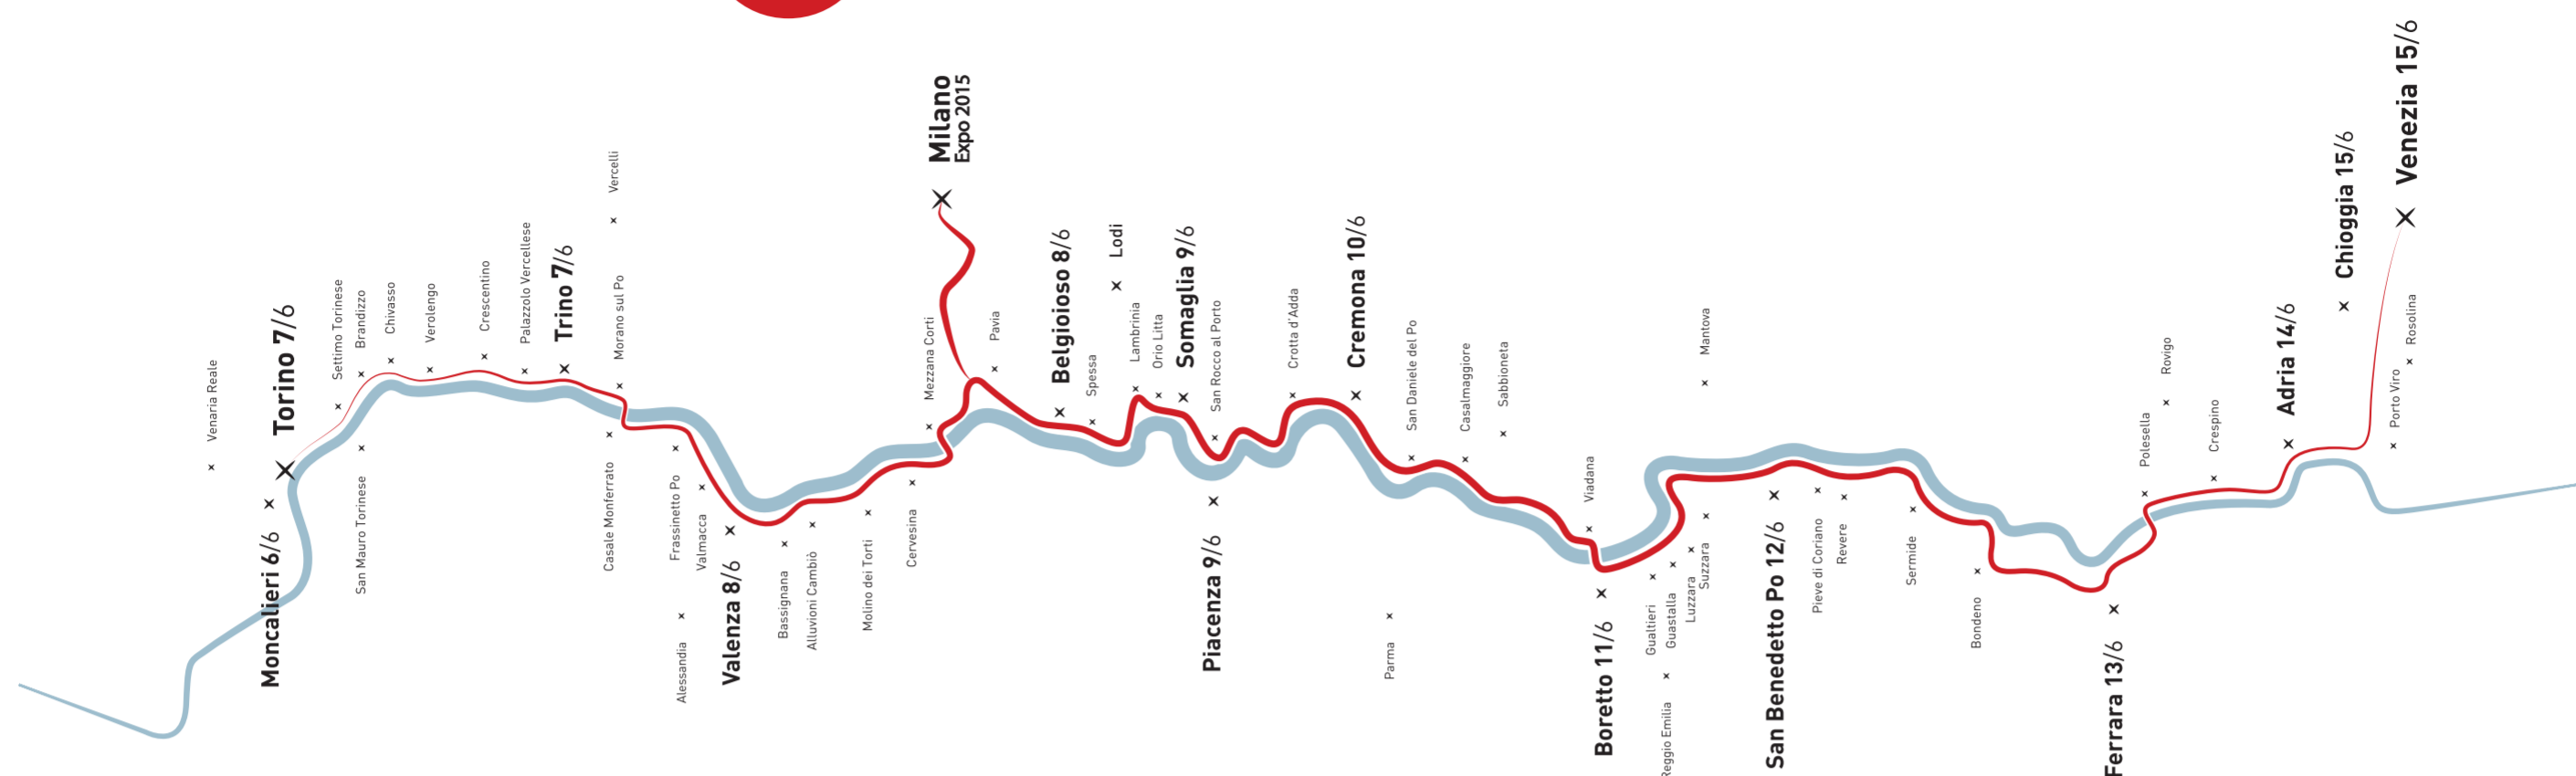 Venaria Reale
Moncalieri 6/6
Torino 7/6
Settimo Torinese
Brandizzo
San Mauro Torinese
Chivasso
Verolengo
Crescentino
Palazzolo Vercellese
Trino 7/6
Casale Monferrato
Vercelli
Morano sul Po
Frassinetto Po
Alessandia
Valmacca
Valenza 8/6
Bassignana
Alluvioni Cambiò
Molino dei Torti
Cervesina
Mezzana Corti
Milano
Expo 2015
Pavia
Belgioioso 8/6
Spessa
Lodi
Lambrinia
Orio Litta
Somaglia 9/6
Piacenza 9/6
San Rocco al Porto
Crotta d'Adda
Cremona 10/6
Parma
San Daniele del Po
Casalmaggiore
Sabbioneta
Viadana
Boretto 11/6
Gualtieri
Reggio Emilia
Guastalla
Luzzara
Suzzara
Mantova
San Benedetto Po 12/6
Pieve di Coriano
Revere
Sermide
Bondeno
Ferrara 13/6
Polesella
Rovigo
Crespino
Adria 14/6
Chioggia 15/6
Porto Viro
Rosolina
Venezia 15/6